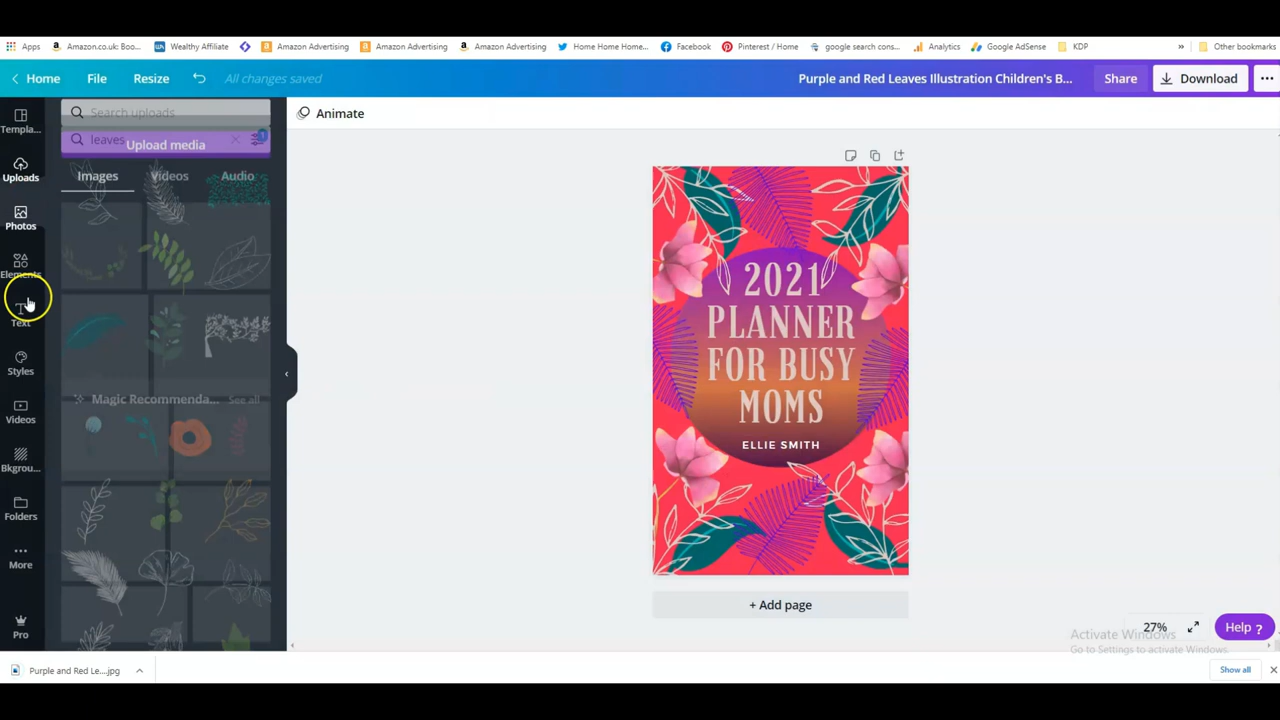 Apps Amazon.co.uk: Boo... Wealthy Affiliate Amazon Advertising Amazon Advertising Amazon Advertising Home Home Home... Facebook Pinterest / Home google search cons... Analytics Google AdSense KDP » Other bookmarks
Home File Resize All changes saved Purple and Red Leaves Illustration Children's B... Share Download
Templa... Search uploads Animate
leaves Upload media 1
Uploads Images Videos Audio
Photos
Elements
Text
Styles
Videos
Magic Recommenda... See all
Bkgrou...
Folders
More
Pro
2021
PLANNER
FOR BUSY
MOMS
ELLIE SMITH
+ Add page
27% Help ?
Activate Windows
Go to Settings to activate Windows.
Purple and Red Le....jpg Show all